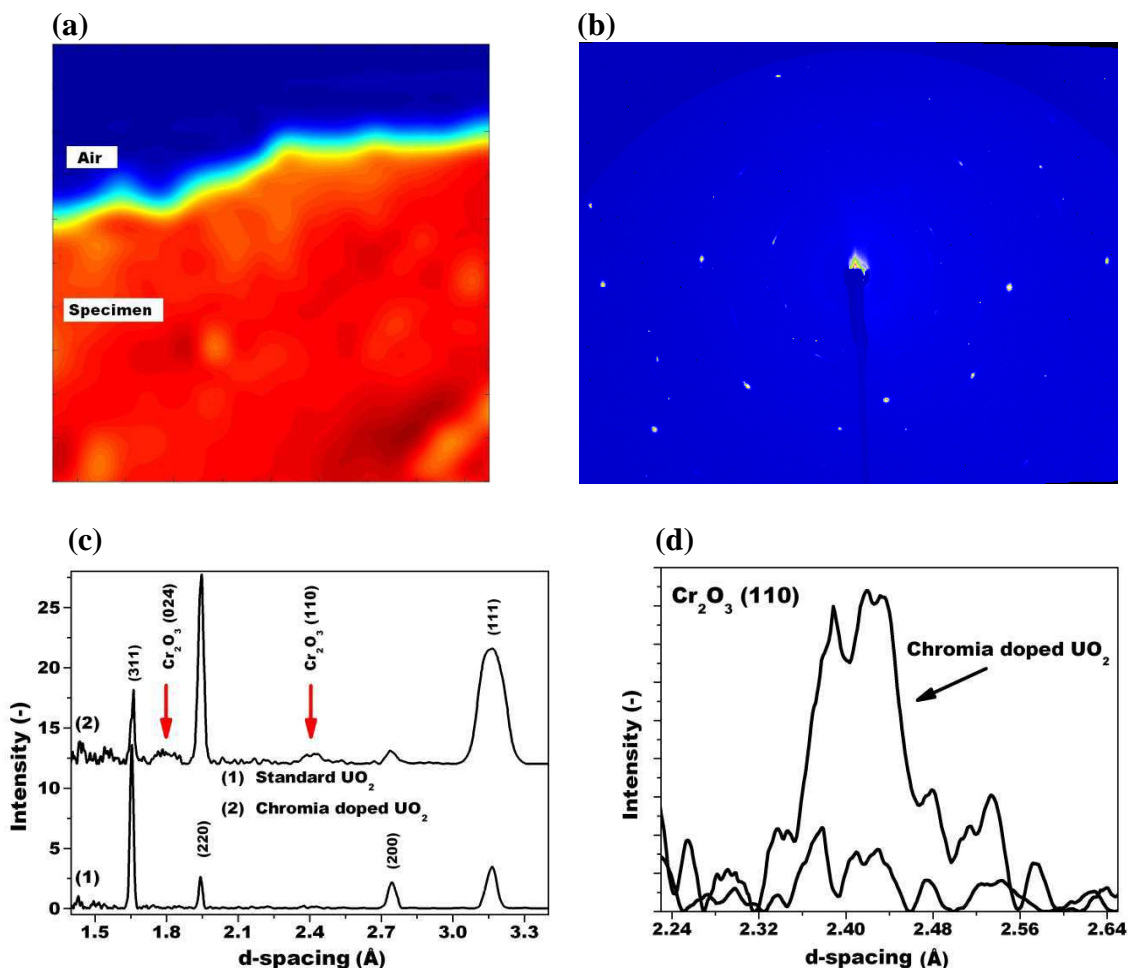 (a)
(b)
Air
Specimen
(c)
(d)
Intensity (-)
25
20
15
10
5
0
(2)
(1)
(311)
Cr₂O₃ (024)
(220)
Cr₂O₃ (110)
(200)
(111)
(1) Standard UO₂
(2) Chromia doped UO₂
1.5 1.8 2.1 2.4 2.7 3.0 3.3
d-spacing (Å)
Cr₂O₃ (110)
Chromia doped UO₂
Intensity (-)
2.24 2.32 2.40 2.48 2.56 2.64
d-spacing (Å)